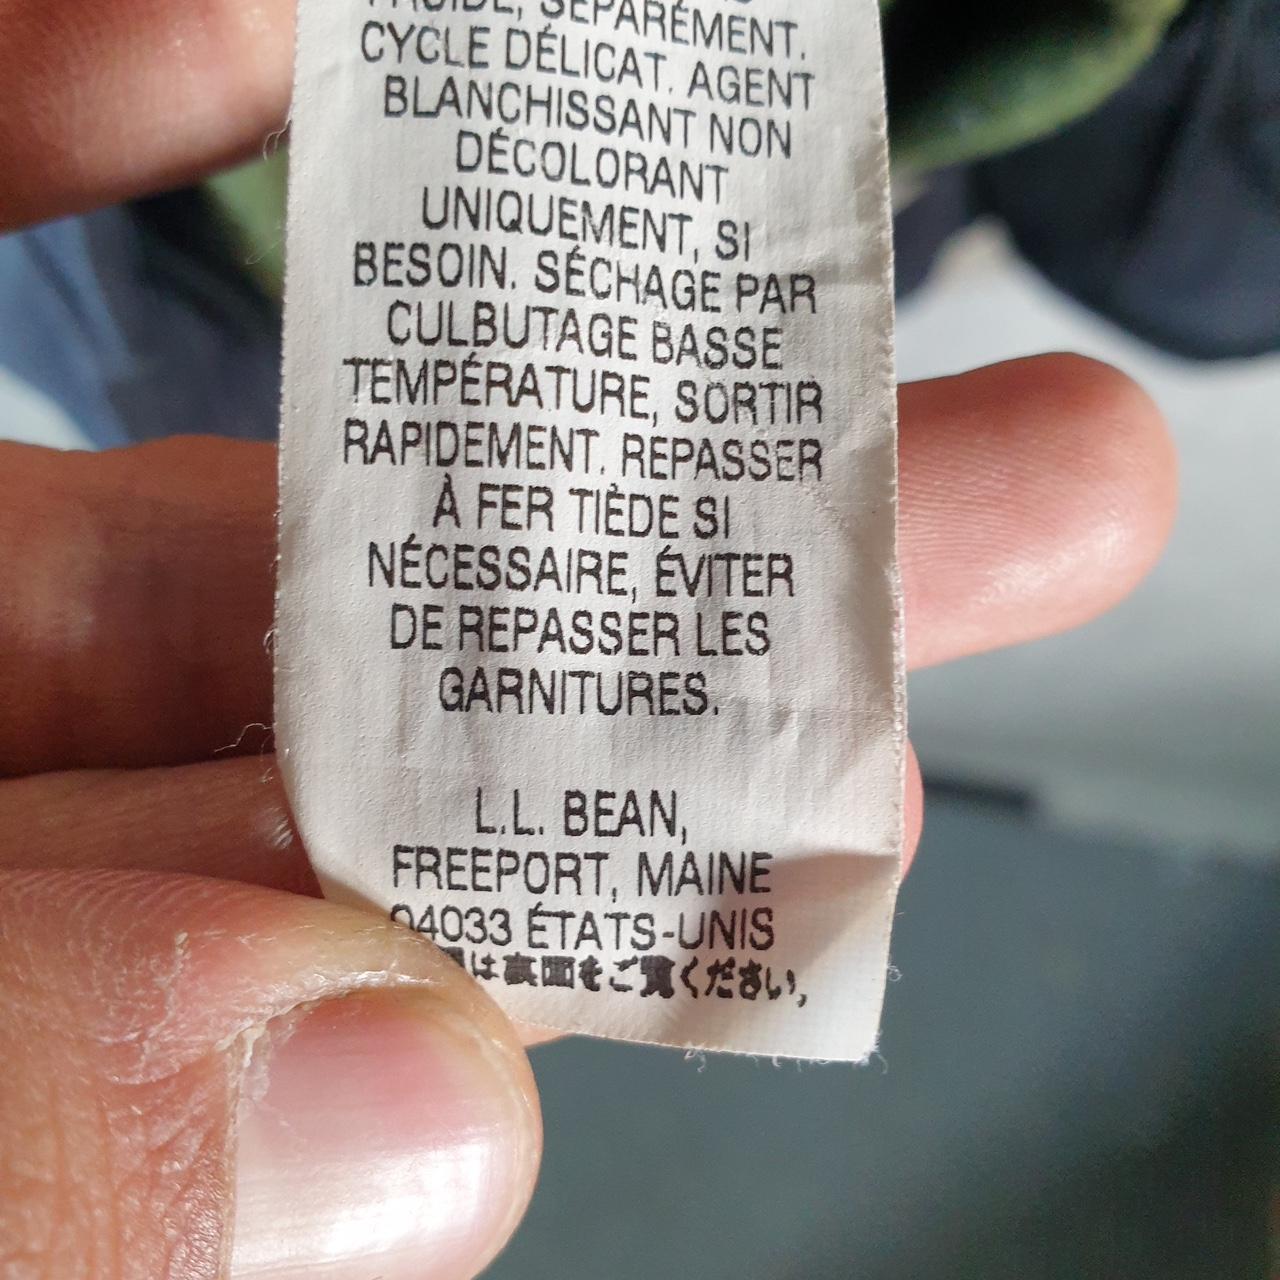 FROIDE, SÉPARÉMENT.
CYCLE DÉLICAT. AGENT
BLANCHISSANT NON
DÉCOLORANT
UNIQUEMENT, SI
BESOIN. SÉCHAGE PAR
CULBUTAGE BASSE
TEMPÉRATURE, SORTIR
RAPIDEMENT. REPASSER
À FER TIÈDE SI
NÉCESSAIRE, ÉVITER
DE REPASSER LES
GARNITURES.
L.L. BEAN,
FREEPORT, MAINE
04033 ÉTATS-UNIS
は裏面をご覧ください,